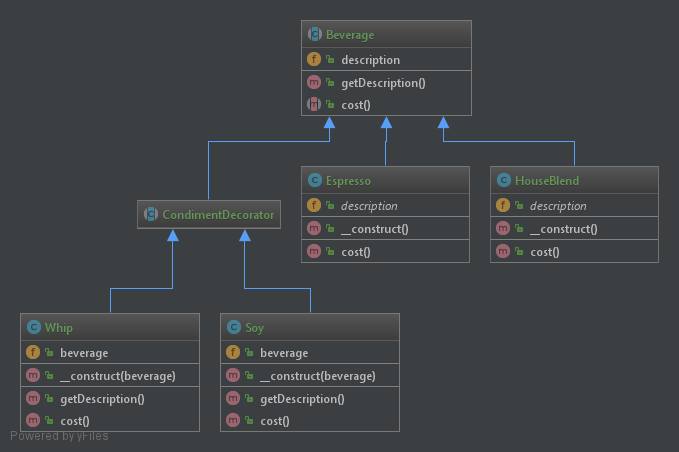 Beverage
description
getDescription()
cost()
CondimentDecorator
Espresso
description
__construct()
cost()
HouseBlend
description
__construct()
cost()
Whip
beverage
__construct(beverage)
getDescription()
cost()
Soy
beverage
__construct(beverage)
getDescription()
cost()
Powered by yFiles